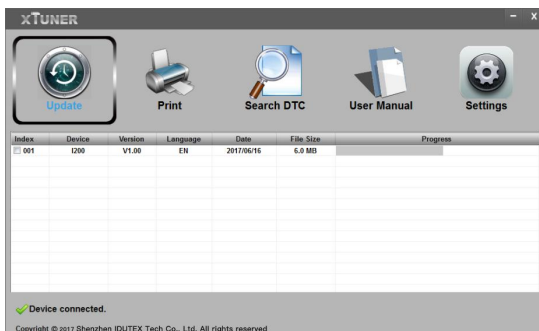 XTUNER
Update Print Search DTC User Manual Settings
Index Device Version Language Date File Size Progress
001 I200 V1.00 EN 2017/06/16 6.0 MB
Device connected.
Copyright © 2017 Shenzhen IDUTEX Tech Co., Ltd. All rights reserved